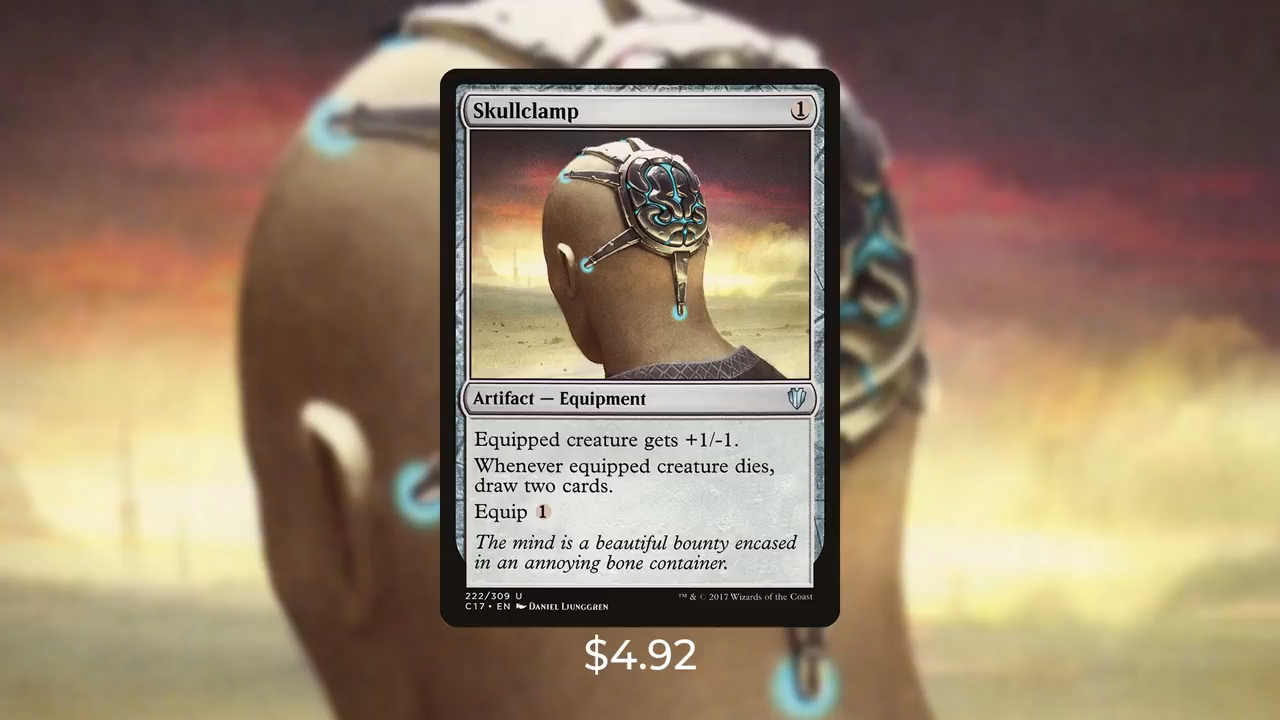 Skullclamp 1
Artifact — Equipment
Equipped creature gets +1/-1.
Whenever equipped creature dies,
draw two cards.
Equip 1
The mind is a beautiful bounty encased
in an annoying bone container.
222/309 U
C17 • EN Daniel Ljunggren
™ & © 2017 Wizards of the Coast
$4.92